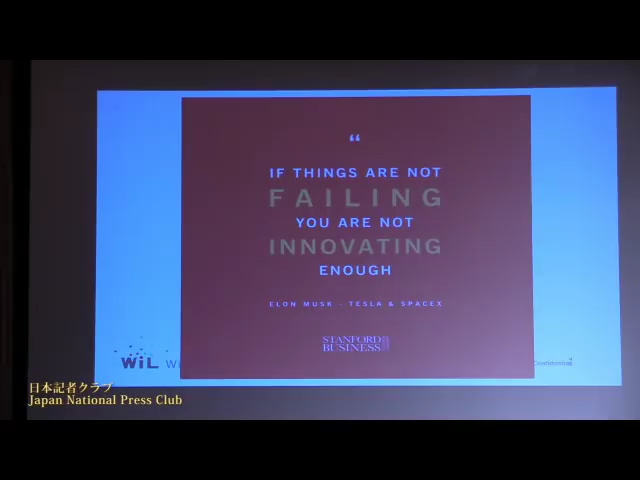 “
IF THINGS ARE NOT
FAILING
YOU ARE NOT
INNOVATING
ENOUGH
ELON MUSK - TESLA & SPACEX
STANFORD
BUSINESS
WiL
日本記者クラブ
Japan National Press Club